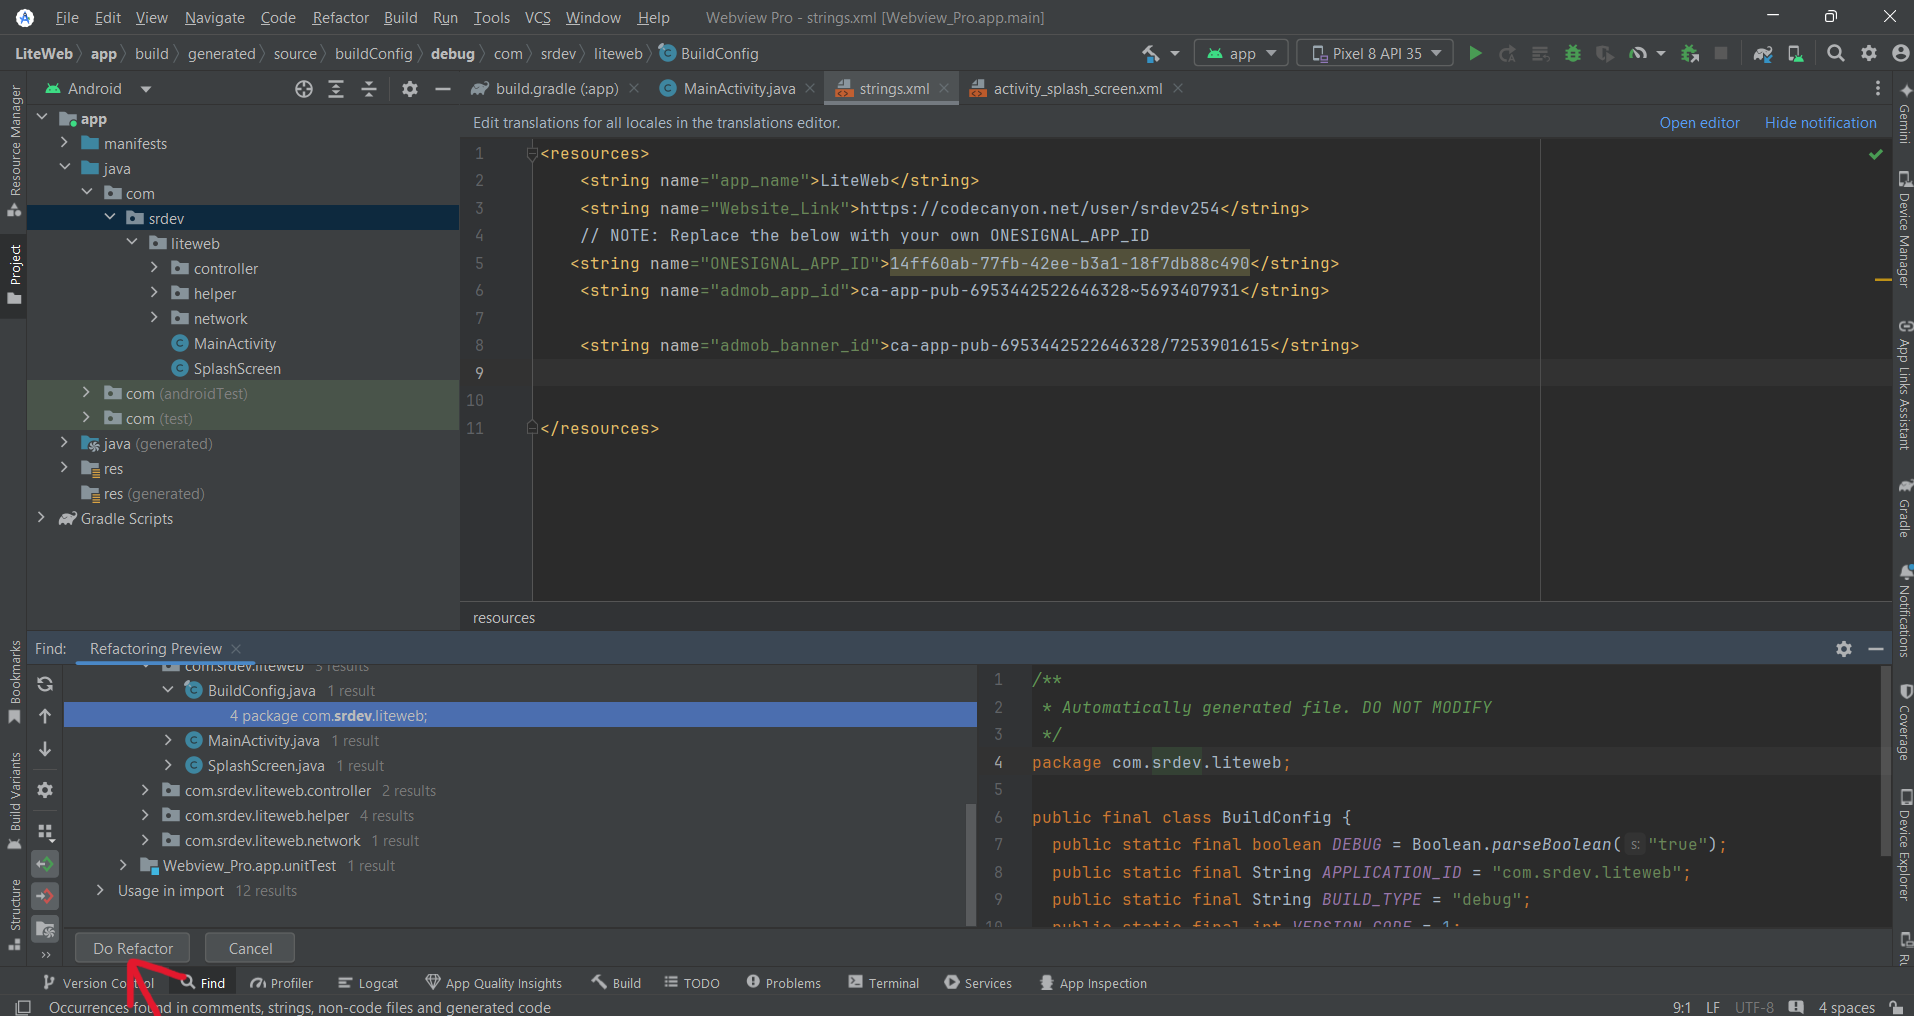 File Edit View Navigate Code Refactor Build Run Tools VCS Window Help Webview Pro - strings.xml [Webview_Pro.app.main]
LiteWeb app build generated source buildConfig debug com srdev liteweb BuildConfig app Pixel 8 API 35
Android build.gradle (:app) MainActivity.java strings.xml activity_splash_screen.xml
Resource Manager
Project
Bookmarks
Build Variants
Structure
app
manifests
java
com
srdev
liteweb
controller
helper
network
MainActivity
SplashScreen
com (androidTest)
com (test)
java (generated)
res
res (generated)
Gradle Scripts
Edit translations for all locales in the translations editor. Open editor Hide notification
1 <resources>
2 <string name="app_name">LiteWeb</string>
3 <string name="Website_Link">https://codecanyon.net/user/srdev254</string>
4 // NOTE: Replace the below with your own ONESIGNAL_APP_ID
5 <string name="ONESIGNAL_APP_ID">14ff60ab-77fb-42ee-b3a1-18f7db88c490</string>
6 <string name="admob_app_id">ca-app-pub-6953442522646328~5693407931</string>
7
8 <string name="admob_banner_id">ca-app-pub-6953442522646328/7253901615</string>
9
10
11 </resources>
resources
Gemini
Device Manager
App Links Assistant
Gradle
Notifications
Coverage
Device Explorer
Find: Refactoring Preview
com.srdev.liteweb 3 results
BuildConfig.java 1 result
4 package com.srdev.liteweb;
MainActivity.java 1 result
SplashScreen.java 1 result
com.srdev.liteweb.controller 2 results
com.srdev.liteweb.helper 4 results
com.srdev.liteweb.network 1 result
Webview_Pro.app.unitTest 1 result
Usage in import 12 results
1 /**
2 * Automatically generated file. DO NOT MODIFY
3 */
4 package com.srdev.liteweb;
5
6 public final class BuildConfig {
7 public static final boolean DEBUG = Boolean.parseBoolean( s: "true");
8 public static final String APPLICATION_ID = "com.srdev.liteweb";
9 public static final String BUILD_TYPE = "debug";
10 public static final int VERSION_CODE = 1;
Do Refactor Cancel
Version Control Find Profiler Logcat App Quality Insights Build TODO Problems Terminal Services App Inspection
Occurrences found in comments, strings, non-code files and generated code 9:1 LF UTF-8 4 spaces